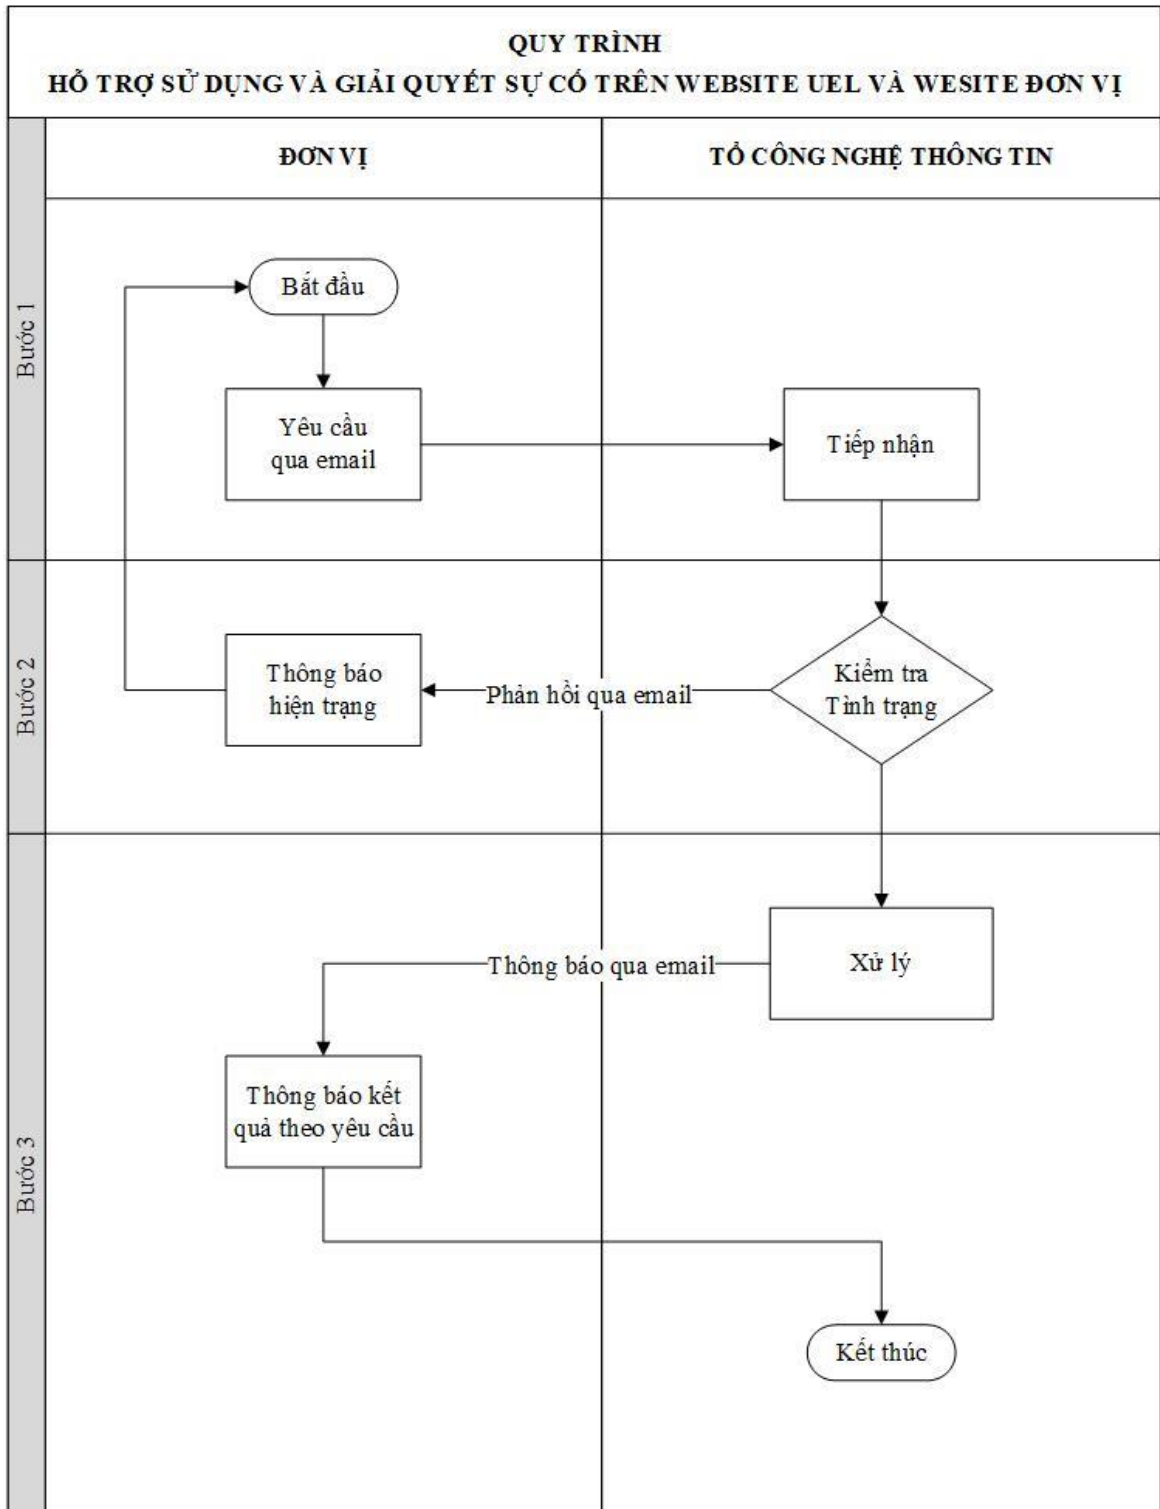 QUY TRÌNH
HỖ TRỢ SỬ DỤNG VÀ GIẢI QUYẾT SỰ CỐ TRÊN WEBSITE UEL VÀ WESITE ĐƠN VỊ
ĐƠN VỊ
TỔ CÔNG NGHỆ THÔNG TIN
Bước 1
Bắt đầu
Yêu cầu
qua email
Tiếp nhận
Bước 2
Thông báo
hiện trạng
Phản hồi qua email
Kiểm tra
Tình trạng
Bước 3
Xử lý
Thông báo qua email
Thông báo kết
quả theo yêu cầu
Kết thúc